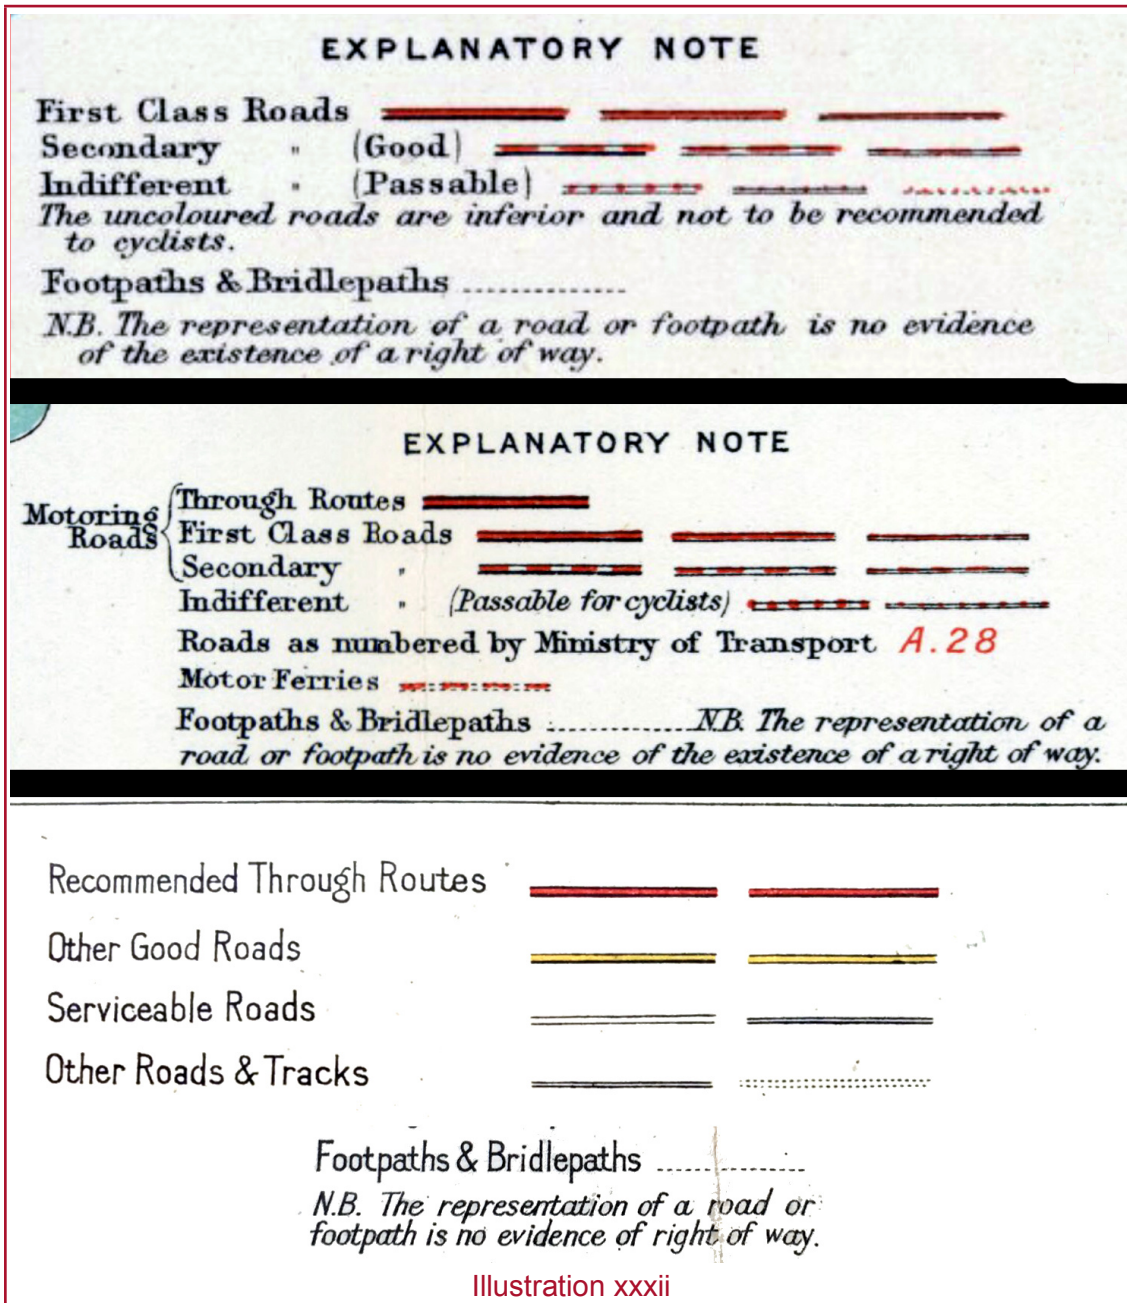 EXPLANATORY NOTE
First Class Roads
Secondary " (Good)
Indifferent " (Passable)
The uncoloured roads are inferior and not to be recommended
to cyclists.
Footpaths & Bridlepaths ..............
N.B. The representation of a road or footpath is no evidence
of the existence of a right of way.
EXPLANATORY NOTE
Motoring Roads
Through Routes
First Class Roads
Secondary "
Indifferent " (Passable for cyclists)
Roads as numbered by Ministry of Transport A.28
Motor Ferries
Footpaths & Bridlepaths .............. N.B. The representation of a
road or footpath is no evidence of the existence of a right of way.
Recommended Through Routes
Other Good Roads
Serviceable Roads
Other Roads & Tracks
Footpaths & Bridlepaths ..............
N.B. The representation of a road or
footpath is no evidence of right of way.
Illustration xxxii